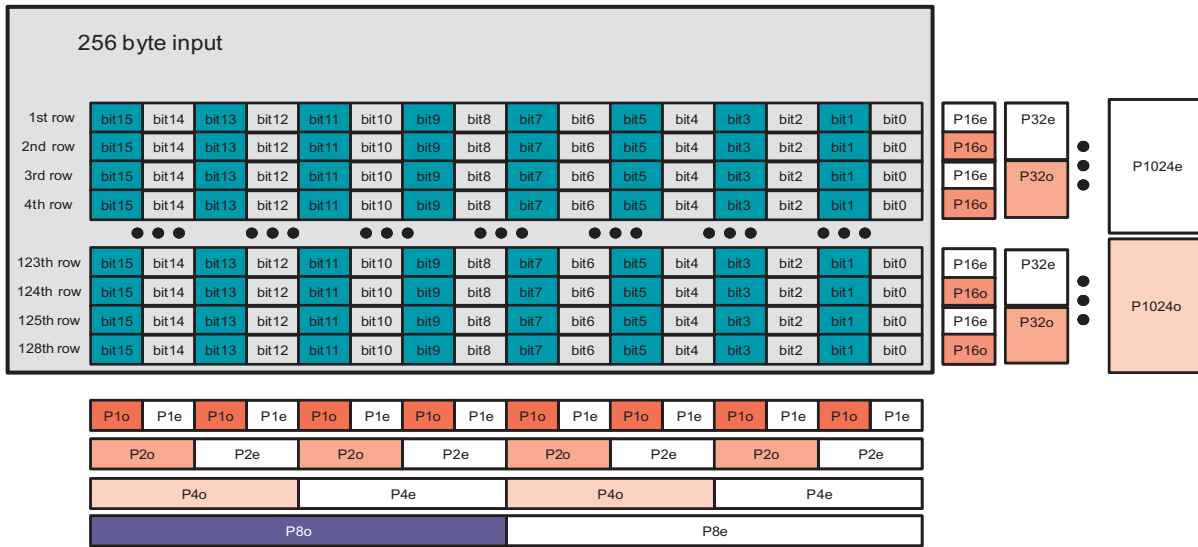 256 byte input
1st row bit15 bit14 bit13 bit12 bit11 bit10 bit9 bit8 bit7 bit6 bit5 bit4 bit3 bit2 bit1 bit0 P16e P32e P1024e
2nd row bit15 bit14 bit13 bit12 bit11 bit10 bit9 bit8 bit7 bit6 bit5 bit4 bit3 bit2 bit1 bit0 P16o
3rd row bit15 bit14 bit13 bit12 bit11 bit10 bit9 bit8 bit7 bit6 bit5 bit4 bit3 bit2 bit1 bit0 P16e P32o
4th row bit15 bit14 bit13 bit12 bit11 bit10 bit9 bit8 bit7 bit6 bit5 bit4 bit3 bit2 bit1 bit0 P16o
123th row bit15 bit14 bit13 bit12 bit11 bit10 bit9 bit8 bit7 bit6 bit5 bit4 bit3 bit2 bit1 bit0 P16e P32e P1024o
124th row bit15 bit14 bit13 bit12 bit11 bit10 bit9 bit8 bit7 bit6 bit5 bit4 bit3 bit2 bit1 bit0 P16o
125th row bit15 bit14 bit13 bit12 bit11 bit10 bit9 bit8 bit7 bit6 bit5 bit4 bit3 bit2 bit1 bit0 P16e P32o
128th row bit15 bit14 bit13 bit12 bit11 bit10 bit9 bit8 bit7 bit6 bit5 bit4 bit3 bit2 bit1 bit0 P16o
P1o P1e P1o P1e P1o P1e P1o P1e P1o P1e P1o P1e P1o P1e P1o P1e
P2o P2e P2o P2e P2o P2e P2o P2e
P4o P4e P4o P4e
P8o P8e